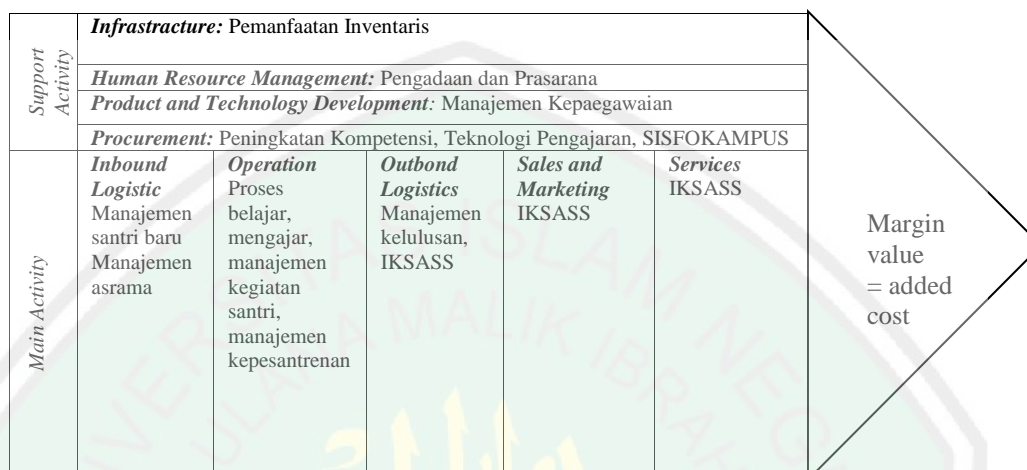 Support
Activity
Infrastracture: Pemanfaatan Inventaris
Human Resource Management: Pengadaan dan Prasarana
Product and Technology Development: Manajemen Kepaegawaian
Procurement: Peningkatan Kompetensi, Teknologi Pengajaran, SISFOKAMPUS
Main Activity
Inbound
Logistic
Manajemen
santri baru
Manajemen
asrama
Operation
Proses
belajar,
mengajar,
manajemen
kegiatan
santri,
manajemen
kepesantrenan
Outbond
Logistics
Manajemen
kelulusan,
IKSASS
Sales and
Marketing
IKSASS
Services
IKSASS
Margin
value
= added
cost